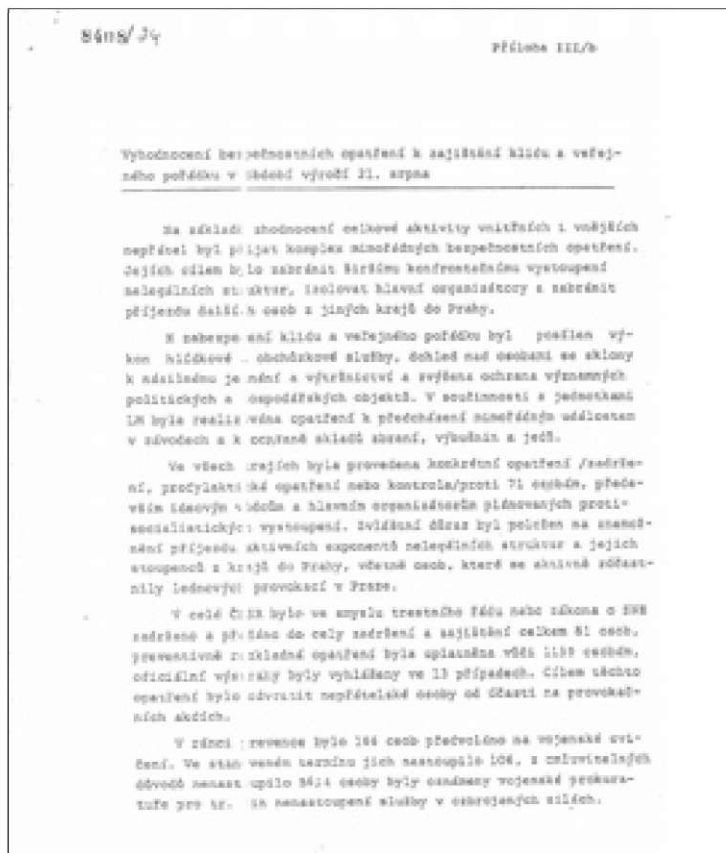 Příloha III/b
Vyhodnocení bezpečnostních opatření k zajištění klidu a veřej-
ného pořádku v období výročí 21. srpna
Na základě zhodnocení celkové aktivity vnitřních i vnějších
nepřátel byl přijat komplex mimořádných bezpečnostních opatření.
Jejich cílem bylo zabránit širšímu konfrontačnímu vystoupení
nelegálních struktur, izolovat hlavní organizátory a zabránit
příjezdu dalších osob z jiných krajů do Prahy.
K zabezpečení klidu a veřejného pořádku byl posílen vý-
kon hlídkové obchůzkové služby, dohled nad osobami se sklony
k násilnému jednání a výtržnictví a zvýšena ochrana významných
politických a hospodářských objektů. V součinnosti s jednotkami
LM byla realizována opatření k předcházení mimořádným událostem
v závodech a k ochraně skladů zbraní, výbušnin a jedů.
Ve všech krajích byla provedena konkrétní opatření /zadrže-
ní, profylaktické opatření nebo kontrola/proti 71 osobám, přede-
vším ideovým vůdcům a hlavním organizátorům plánovaných proti-
socialistických vystoupení. Zvláštní důraz byl položen na znemož-
nění příjezdu aktivních exponentů nelegálních struktur a jejich
stoupenců z krajů do Prahy, včetně osob, které se aktivně zúčast-
nily lednových provokací v Praze.
V celé ČSSR bylo ve smyslu trestního řádu nebo zákona o SNB
zadrženo a předáno do cely zadržení a zajištění celkem 81 osob,
preventivně rozkladná opatření byla uplatněna vůči osobám,
oficiální výstrahy byly vyhlášeny ve 13 případech. Cílem těchto
opatření bylo odvrátit nepřátelské osoby od účasti na provokač-
ních akcích.
V rámci prevence bylo 166 osob předvoláno na vojenské cvi-
čení. Ve stanoveném termínu jich nastoupilo 106, z omluvitelných
důvodů nenastoupilo osoby byly oznámeny vojenské prokura-
tuře pro tr. čin nenastoupení služby v ozbrojených silách.